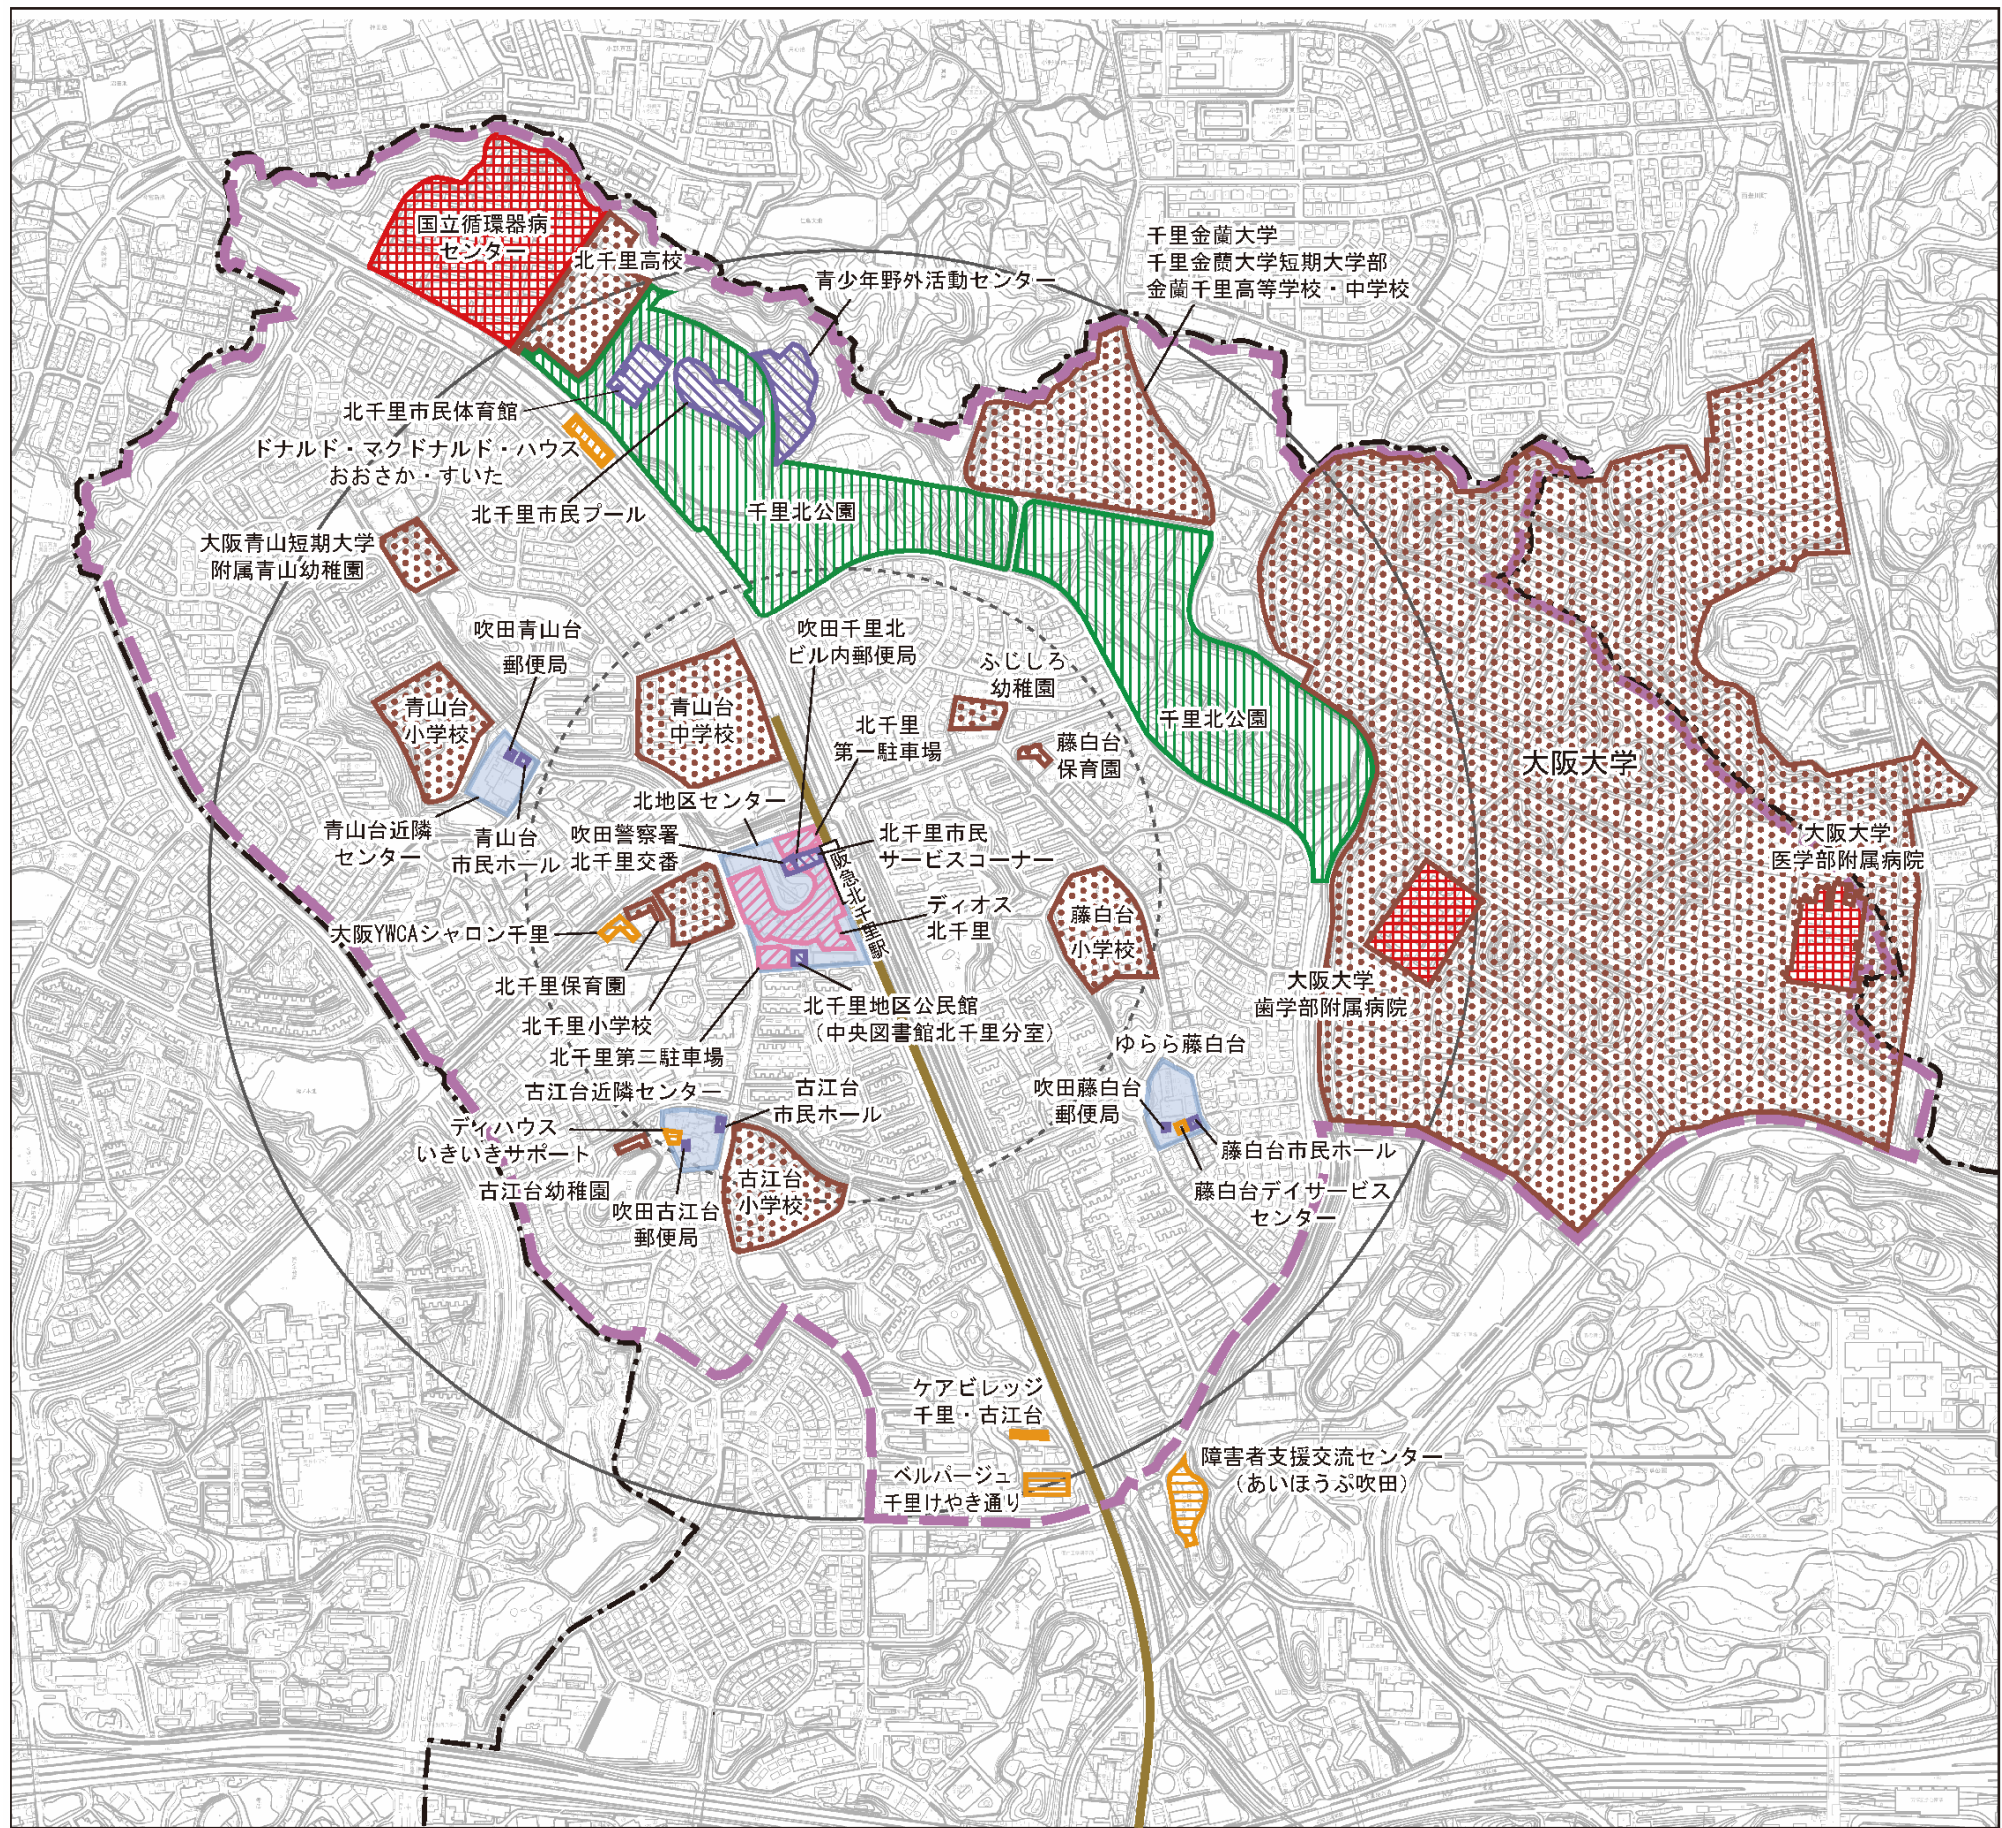 国立循環器病
センター
北千里高校
青少年野外活動センター
千里金蘭大学
千里金蘭大学短期大学部
金蘭千里高等学校・中学校
北千里市民体育館
ドナルド・マクドナルド・ハウス
おおさか・すいた
北千里市民プール
千里北公園
大阪青山短期大学
附属青山幼稚園
吹田青山台
郵便局
吹田千里北
ビル内郵便局
ふじしろ
幼稚園
青山台
小学校
青山台
中学校
北千里
第一駐車場
藤白台
保育園
千里北公園
大阪大学
北地区センター
青山台近隣
センター
青山台
市民ホール
吹田警察署
北千里交番
北千里市民
サービスコーナー
阪急北千里駅
大阪大学
医学部附属病院
ディオス
北千里
藤白台
小学校
大阪YWCAシャロン千里
北千里保育園
北千里小学校
北千里第二駐車場
北千里地区公民館
（中央図書館北千里分室）
大阪大学
歯学部附属病院
ゆらら藤白台
古江台近隣センター
古江台
市民ホール
吹田藤白台
郵便局
ディハウス
いきいきサポート
藤白台市民ホール
古江台幼稚園
古江台
小学校
藤白台デイサービス
センター
吹田古江台
郵便局
ケアビレッジ
千里・古江台
ベルパージュ
千里けやき通り
障害者支援交流センター
（あいほうぷ吹田）